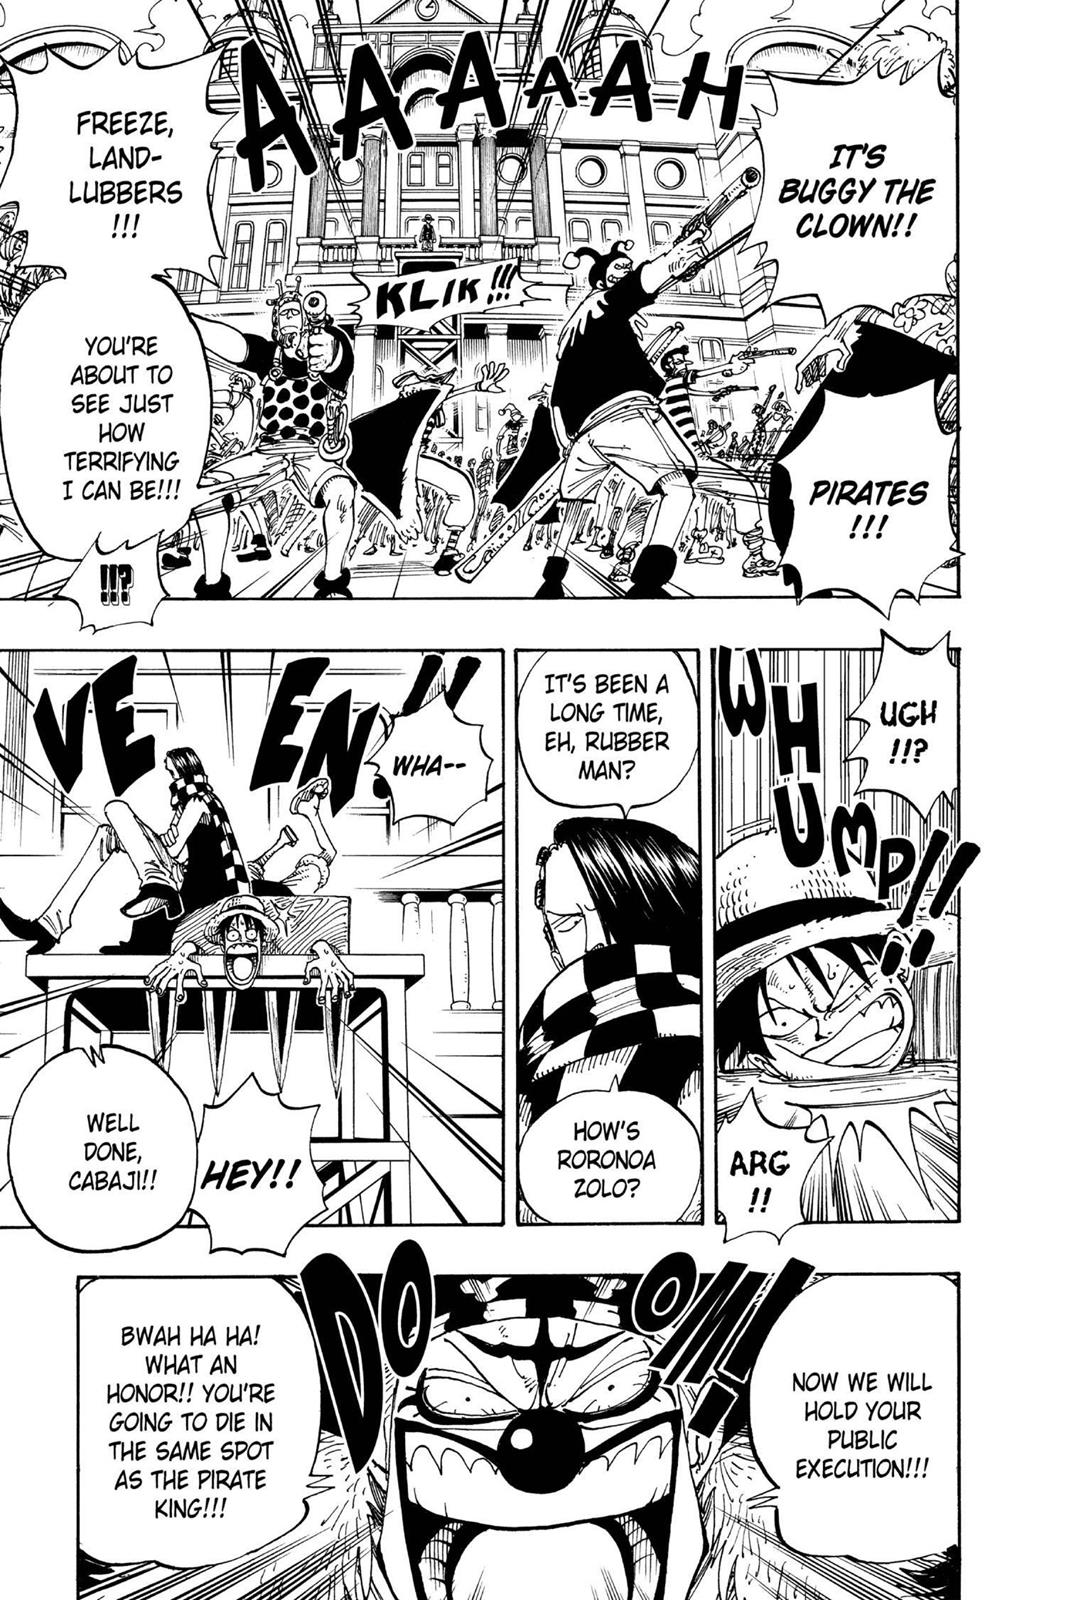 AAAAAH
IT'S
BUGGY THE
CLOWN!!
PIRATES
!!!
KLIK!!!
FREEZE,
LAND-
LUBBERS
!!!
YOU'RE
ABOUT TO
SEE JUST
HOW
TERRIFYING
I CAN BE!!!
!!?
UGH
!!?
WHUMP!!
ARG
!!
IT'S BEEN A
LONG TIME,
EH, RUBBER
MAN?
HOW'S
RORONOA
ZOLO?
WHA--
VEEN!!
HEY!!
WELL
DONE,
CABAJI!!
NOW WE WILL
HOLD YOUR
PUBLIC
EXECUTION!!!
DOOM!!
BWAH HA HA!
WHAT AN
HONOR!! YOU'RE
GOING TO DIE IN
THE SAME SPOT
AS THE PIRATE
KING!!!